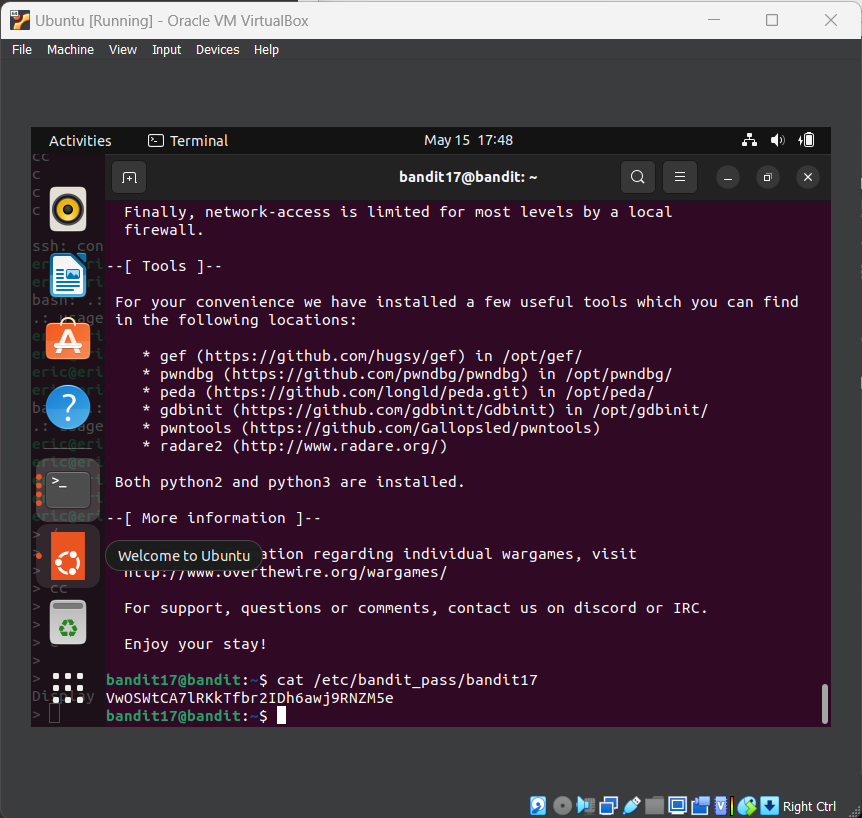 Ubuntu [Running] - Oracle VM VirtualBox
File Machine View Input Devices Help
Activities Terminal May 15 17:48
bandit17@bandit: ~
Finally, network-access is limited for most levels by a local
firewall.
--[ Tools ]--
For your convenience we have installed a few useful tools which you can find
in the following locations:
* gef (https://github.com/hugsy/gef) in /opt/gef/
* pwndbg (https://github.com/pwndbg/pwndbg) in /opt/pwndbg/
* peda (https://github.com/longld/peda.git) in /opt/peda/
* gdbinit (https://github.com/gdbinit/Gdbinit) in /opt/gdbinit/
* pwntools (https://github.com/Gallopsled/pwntools)
* radare2 (http://www.radare.org/)
Both python2 and python3 are installed.
--[ More information ]--
Welcome to Ubuntu
regarding individual wargames, visit
http://www.overthewire.org/wargames/
For support, questions or comments, contact us on discord or IRC.
Enjoy your stay!
bandit17@bandit:~$ cat /etc/bandit_pass/bandit17
VwOSWtCA7lRKkTfbr2IDh6awj9RNZM5e
bandit17@bandit:~$
Right Ctrl